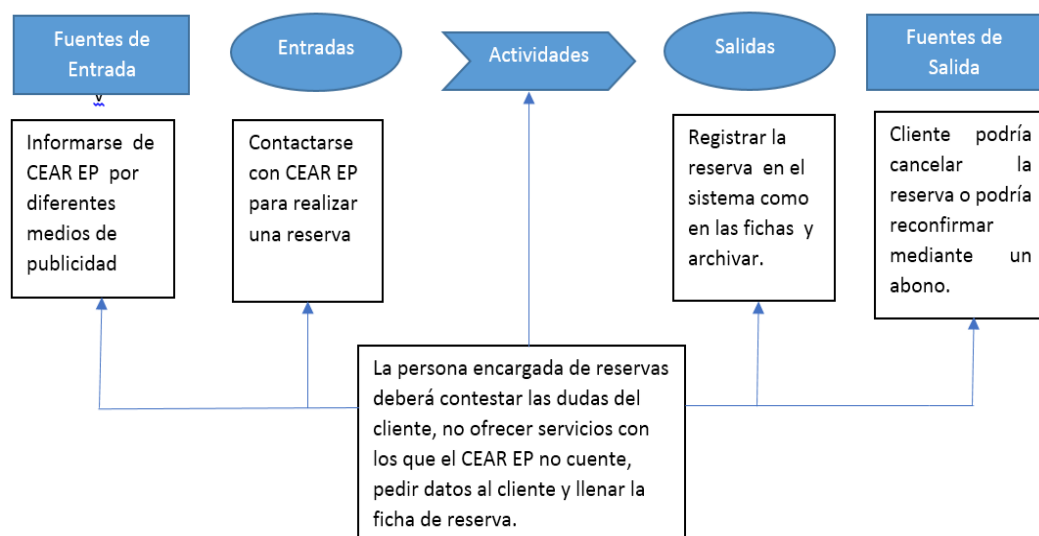 Fuentes de
Entrada
Entradas
Actividades
Salidas
Fuentes de
Salida
v
Informarse de
CEAR EP por
diferentes
medios de
publicidad
Contactarse
con CEAR EP
para realizar
una reserva
Registrar la
reserva en el
sistema como
en las fichas y
archivar.
Cliente podría
cancelar la
reserva o podría
reconfirmar
mediante un
abono.
La persona encargada de reservas
deberá contestar las dudas del
cliente, no ofrecer servicios con
los que el CEAR EP no cuente,
pedir datos al cliente y llenar la
ficha de reserva.